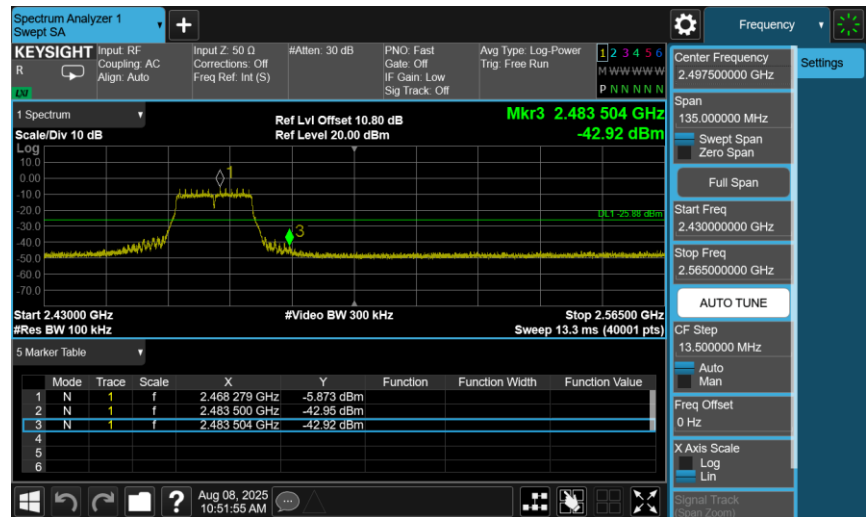 Spectrum Analyzer 1
Swept SA
Frequency
KEYSIGHT
R
LXI
Input: RF
Coupling: AC
Align: Auto
Input Z: 50 Ω
Corrections: Off
Freq Ref: Int (S)
#Atten: 30 dB
PNO: Fast
Gate: Off
IF Gain: Low
Sig Track: Off
Avg Type: Log-Power
Trig: Free Run
1 2 3 4 5 6
M W W W W W
P N N N N N
1 Spectrum
Scale/Div 10 dB
Ref Lvl Offset 10.80 dB
Ref Level 20.00 dBm
Mkr3 2.483 504 GHz
-42.92 dBm
Log
10.0
0.00
-10.0
-20.0
-30.0
-40.0
-50.0
-60.0
-70.0
1
3
DL1 -25.88 dBm
Start 2.43000 GHz
#Res BW 100 kHz
#Video BW 300 kHz
Stop 2.56500 GHz
Sweep 13.3 ms (40001 pts)
5 Marker Table
Mode Trace Scale X Y Function Function Width Function Value
1 N 1 f 2.468 279 GHz -5.873 dBm
2 N 1 f 2.483 500 GHz -42.95 dBm
3 N 1 f 2.483 504 GHz -42.92 dBm
4
5
6
Aug 08, 2025
10:51:55 AM
Center Frequency
2.497500000 GHz
Settings
Span
135.000000 MHz
Swept Span
Zero Span
Full Span
Start Freq
2.430000000 GHz
Stop Freq
2.565000000 GHz
AUTO TUNE
CF Step
13.500000 MHz
Auto
Man
Freq Offset
0 Hz
X Axis Scale
Log
Lin
Signal Track
(Span Zoom)